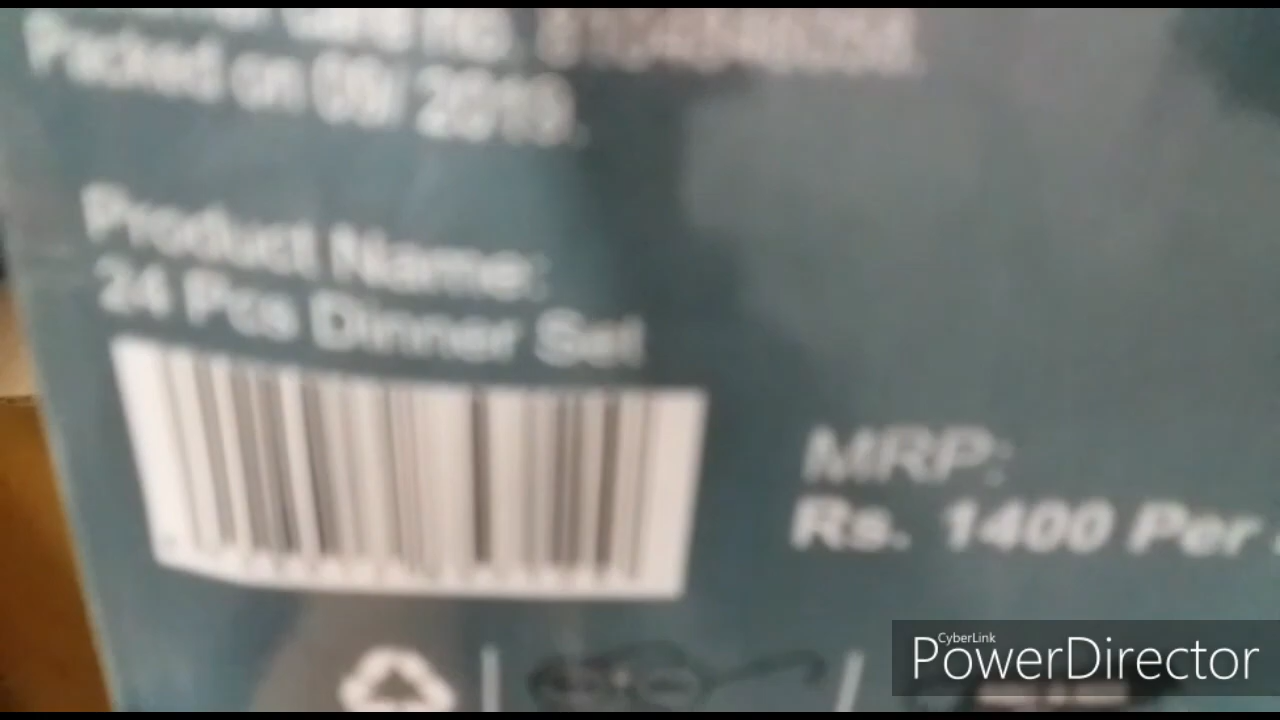 Packed on 09/ 2019.
Product Name:
24 Pcs Dinner Set
MRP:
Rs. 1400 Per
CyberLink
PowerDirector